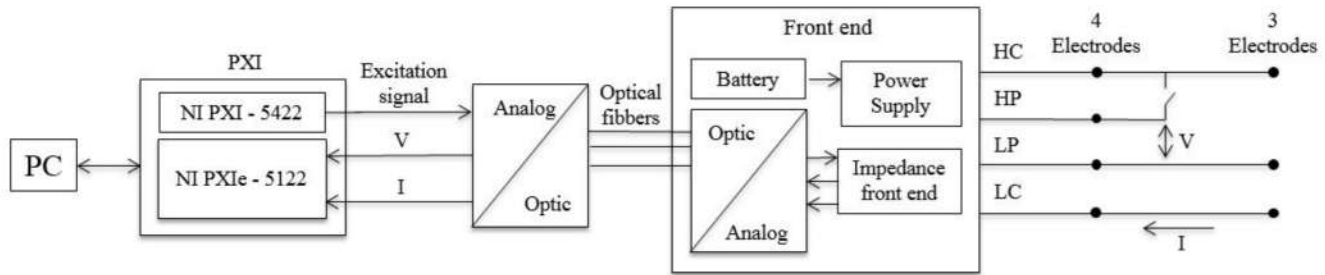 PC
PXI
NI PXI - 5422
NI PXIe - 5122
Excitation
signal
V
I
Analog
Optic
Optical
fibbers
Front end
Battery
Power
Supply
Optic
Analog
Impedance
front end
HC
HP
LP
LC
4
Electrodes
3
Electrodes
V
I